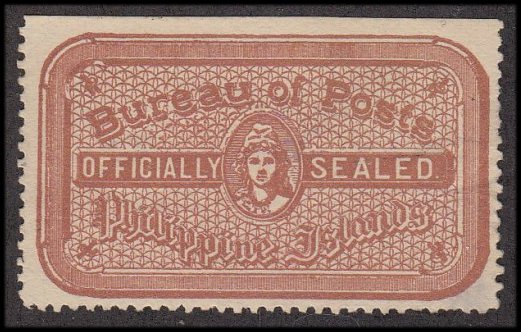 Bureau of Posts
OFFICIALLY SEALED.
Philippine Islands.